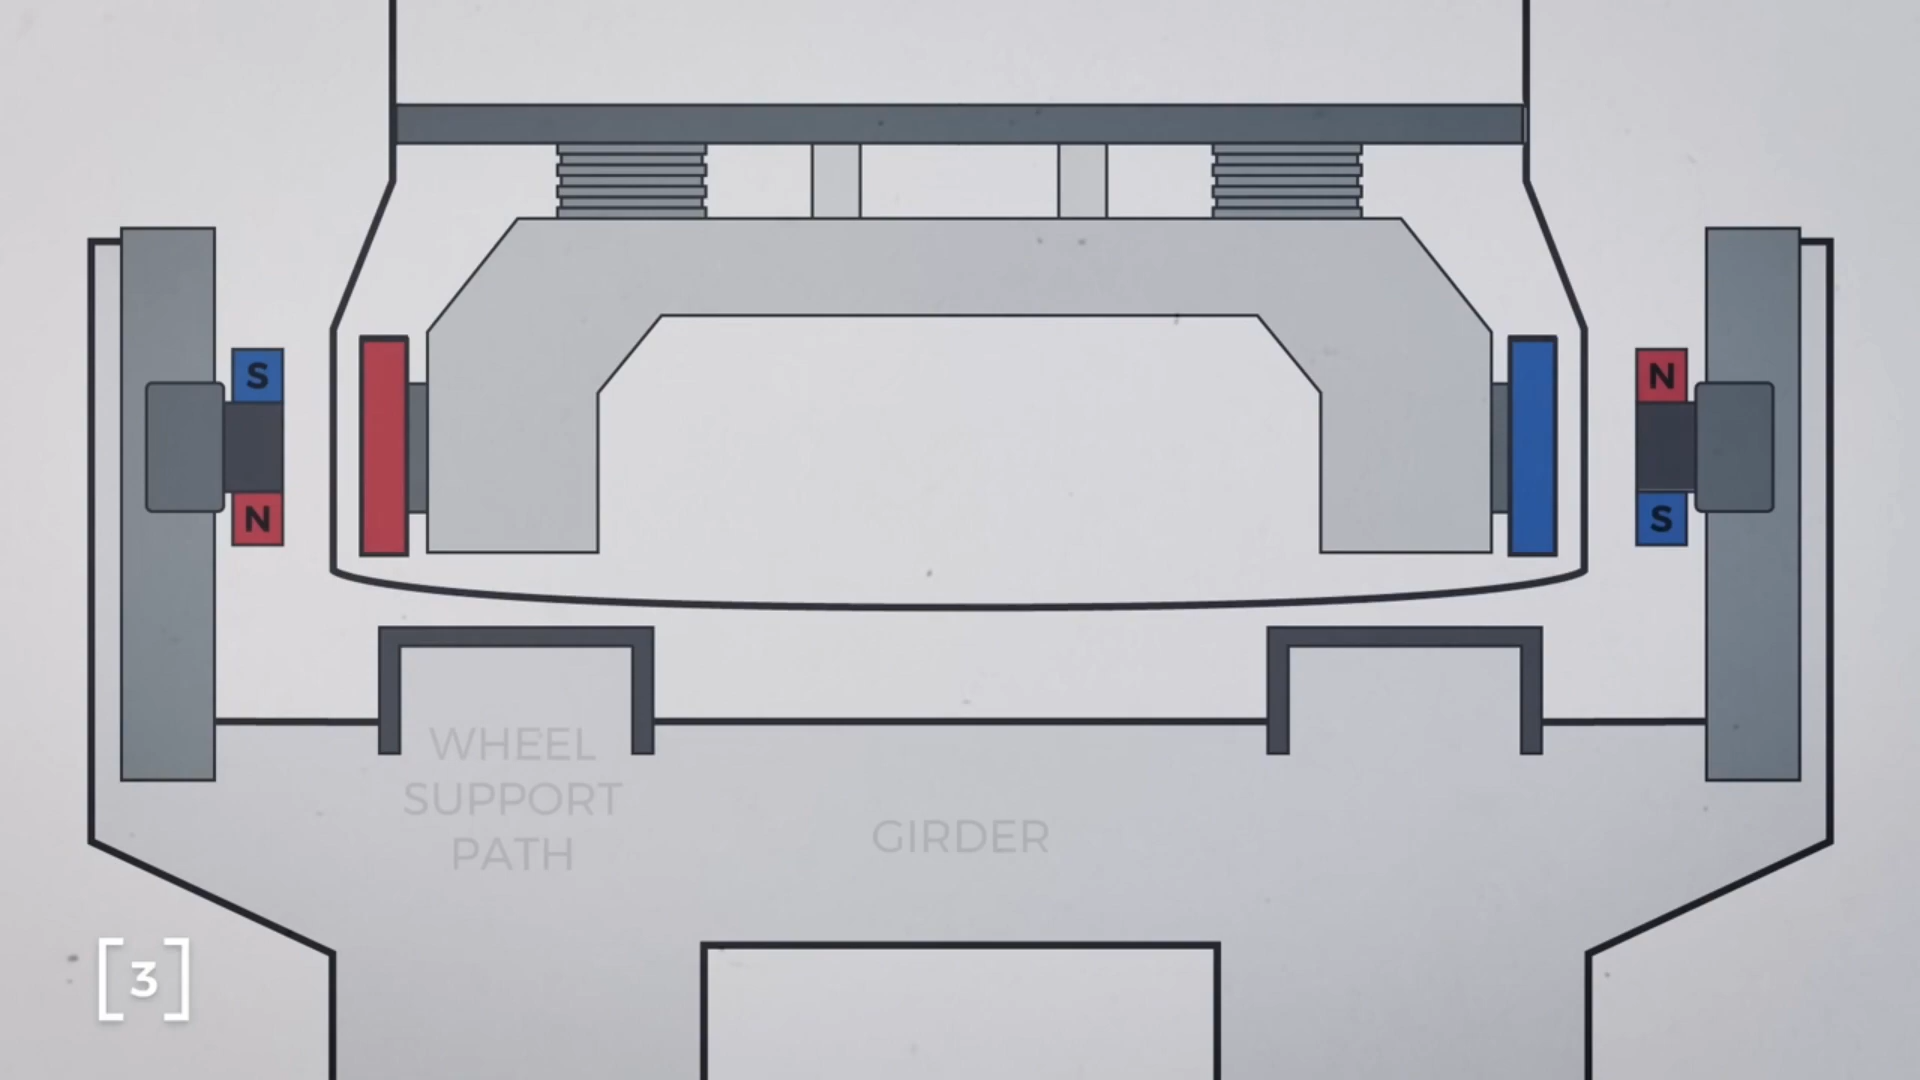 S
N
N
S
WHEEL
SUPPORT
PATH
GIRDER
[3]